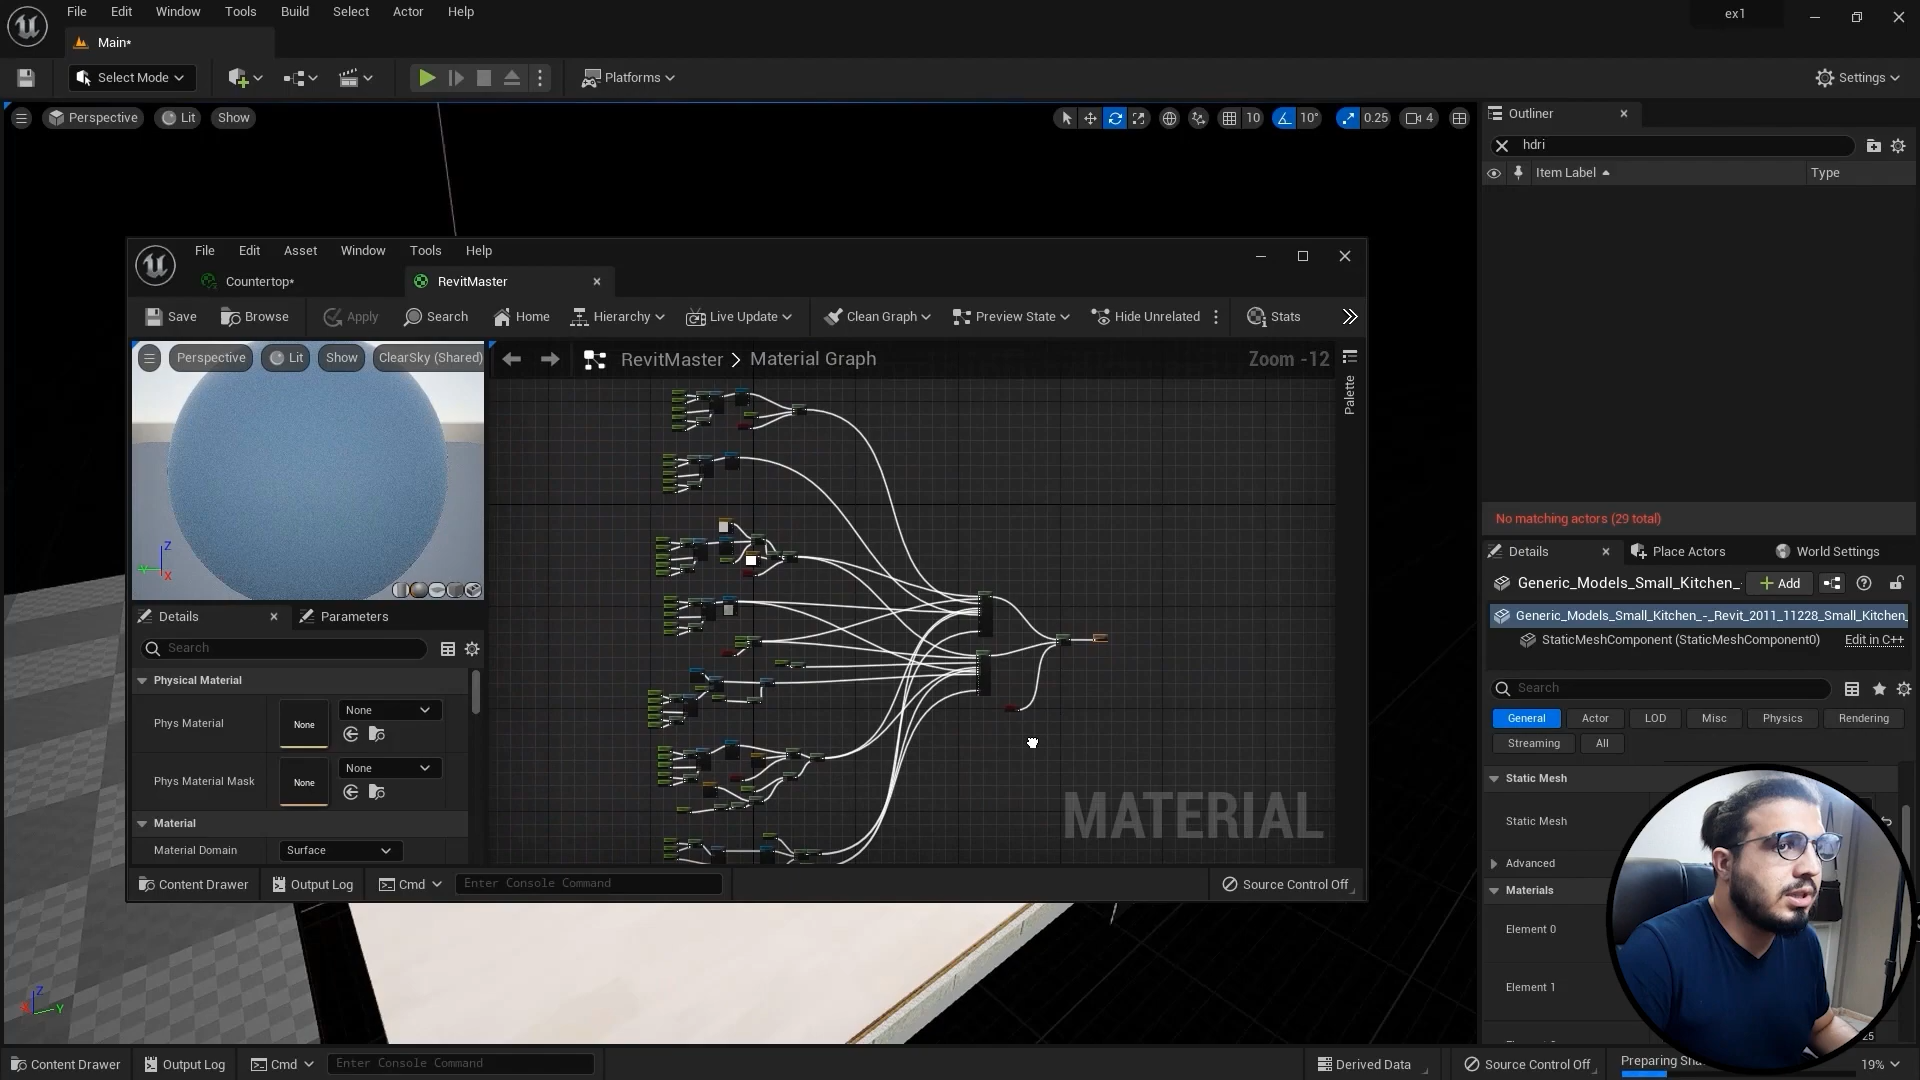 File Edit Window Tools Build Select Actor Help
ex1
Main*
Select Mode
Platforms
Settings
Perspective Lit Show
10 10° 0.25 4
Outliner
hdri
Item Label Type
File Edit Asset Window Tools Help
Countertop* RevitMaster
Save Browse Apply Search Home Hierarchy Live Update Clean Graph Preview State Hide Unrelated Stats
Perspective Lit Show ClearSky (Shared)
RevitMaster > Material Graph Zoom -12
Palette
Z
X
MATERIAL
Details Parameters
Search
Physical Material
Phys Material None None
Phys Material Mask None None
Material
Material Domain Surface
Content Drawer Output Log Cmd Enter Console Command Source Control Off
No matching actors (29 total)
Details Place Actors World Settings
Generic_Models_Small_Kitchen_- + Add
Generic_Models_Small_Kitchen_-_Revit_2011_11228_Small_Kitchen_
StaticMeshComponent (StaticMeshComponent0) Edit in C++
Search
General Actor LOD Misc Physics Rendering
Streaming All
Static Mesh
Static Mesh
Advanced
Materials
Element 0
Element 1
Z
X Y
Content Drawer Output Log Cmd Enter Console Command Derived Data Source Control Off Preparing Sha 19%